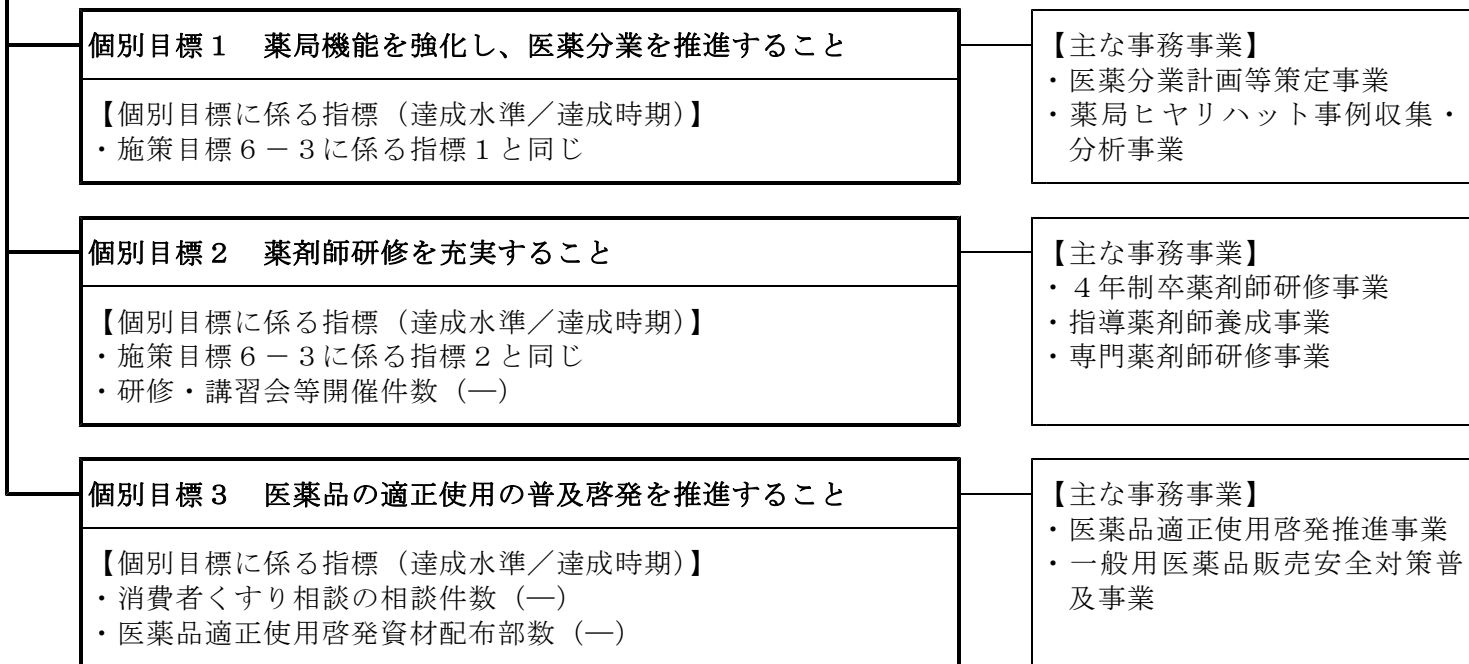 個別目標１　薬局機能を強化し、医薬分業を推進すること
【個別目標に係る指標（達成水準／達成時期）】
・施策目標６－３に係る指標１と同じ
【主な事務事業】
・医薬分業計画等策定事業
・薬局ヒヤリハット事例収集・
分析事業
個別目標２　薬剤師研修を充実すること
【個別目標に係る指標（達成水準／達成時期）】
・施策目標６－３に係る指標２と同じ
・研修・講習会等開催件数（―）
【主な事務事業】
・４年制卒薬剤師研修事業
・指導薬剤師養成事業
・専門薬剤師研修事業
個別目標３　医薬品の適正使用の普及啓発を推進すること
【個別目標に係る指標（達成水準／達成時期）】
・消費者くすり相談の相談件数（―）
・医薬品適正使用啓発資材配布部数（―）
【主な事務事業】
・医薬品適正使用啓発推進事業
・一般用医薬品販売安全対策普
及事業